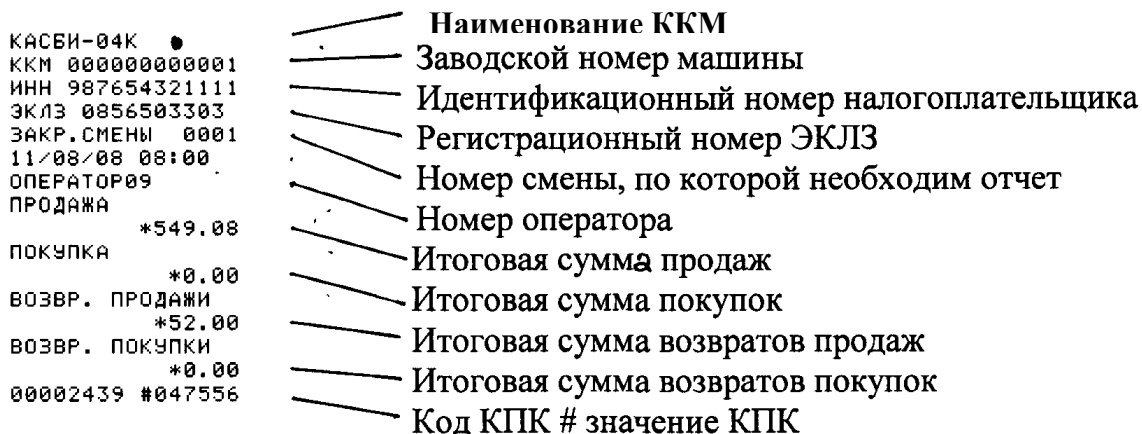 Наименование ККМ
КАСБИ-04К
ККМ 000000000001
Заводской номер машины
ИНН 987654321111
Идентификационный номер налогоплательщика
ЭКЛЗ 0856503303
Регистрационный номер ЭКЛЗ
ЗАКР.СМЕНЫ 0001
Номер смены, по которой необходим отчет
11/08/08 08:00
ОПЕРАТОР09
Номер оператора
ПРОДАЖА
*549.08
Итоговая сумма продаж
ПОКУПКА
*0.00
Итоговая сумма покупок
ВОЗВР. ПРОДАЖИ
*52.00
Итоговая сумма возвратов продаж
ВОЗВР. ПОКУПКИ
*0.00
Итоговая сумма возвратов покупок
00002439 #047556
Код КПК # значение КПК